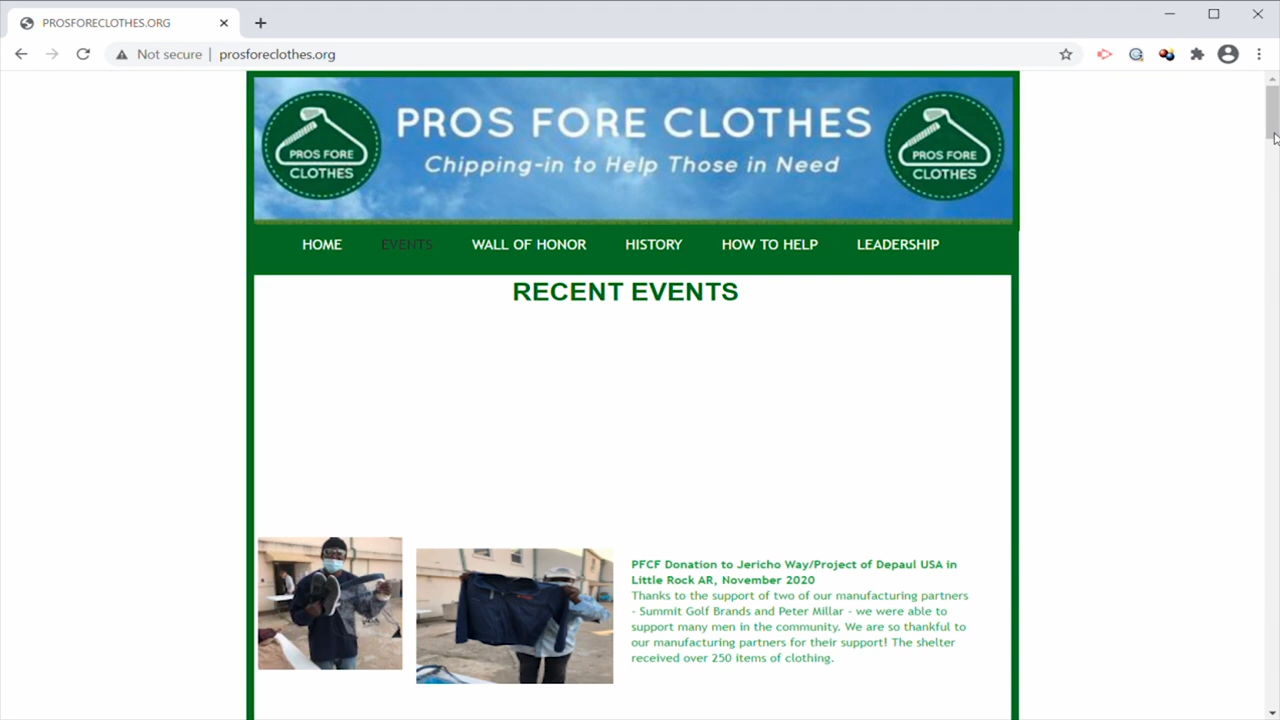 PROSFORECLOTHES.ORG
Not secure
prosforeclothes.org
PROS FORE
CLOTHES
PROS FORE CLOTHES
Chipping-in to Help Those in Need
PROS FORE
CLOTHES
HOME EVENTS WALL OF HONOR HISTORY HOW TO HELP LEADERSHIP
RECENT EVENTS
PFCF Donation to Jericho Way/Project of Depaul USA in
Little Rock AR, November 2020
Thanks to the support of two of our manufacturing partners
- Summit Golf Brands and Peter Millar - we were able to
support many men in the community. We are so thankful to
our manufacturing partners for their support! The shelter
received over 250 items of clothing.